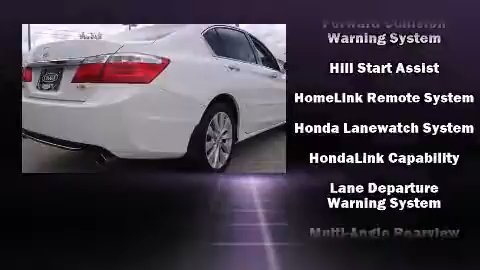 Forward Collision
Warning System
Hill Start Assist
HomeLink Remote System
Honda Lanewatch System
HondaLink Capability
Lane Departure
Warning System
Multi-Angle Rearview